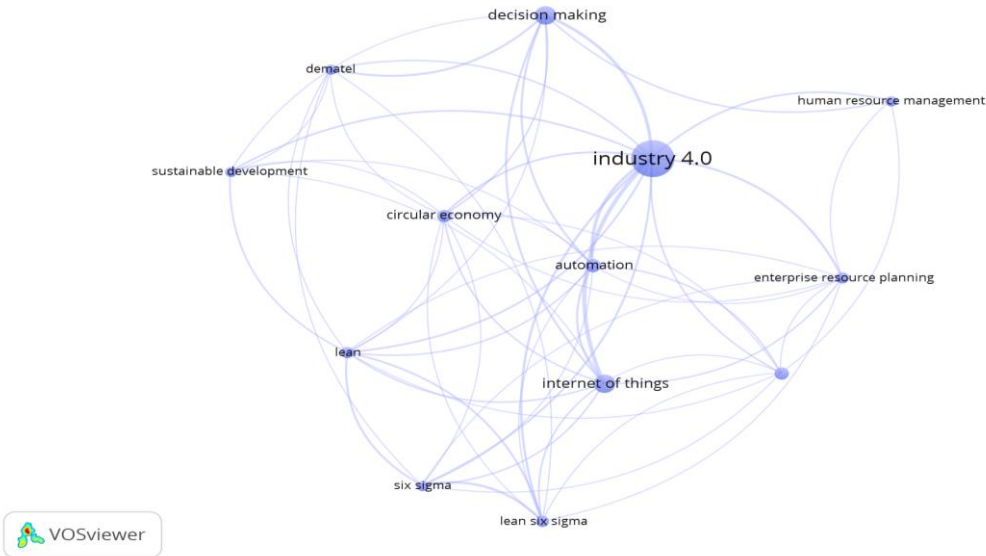 decision making
dematel
human resource management
industry 4.0
sustainable development
circular economy
automation
enterprise resource planning
lean
internet of things
six sigma
lean six sigma
VOSviewer